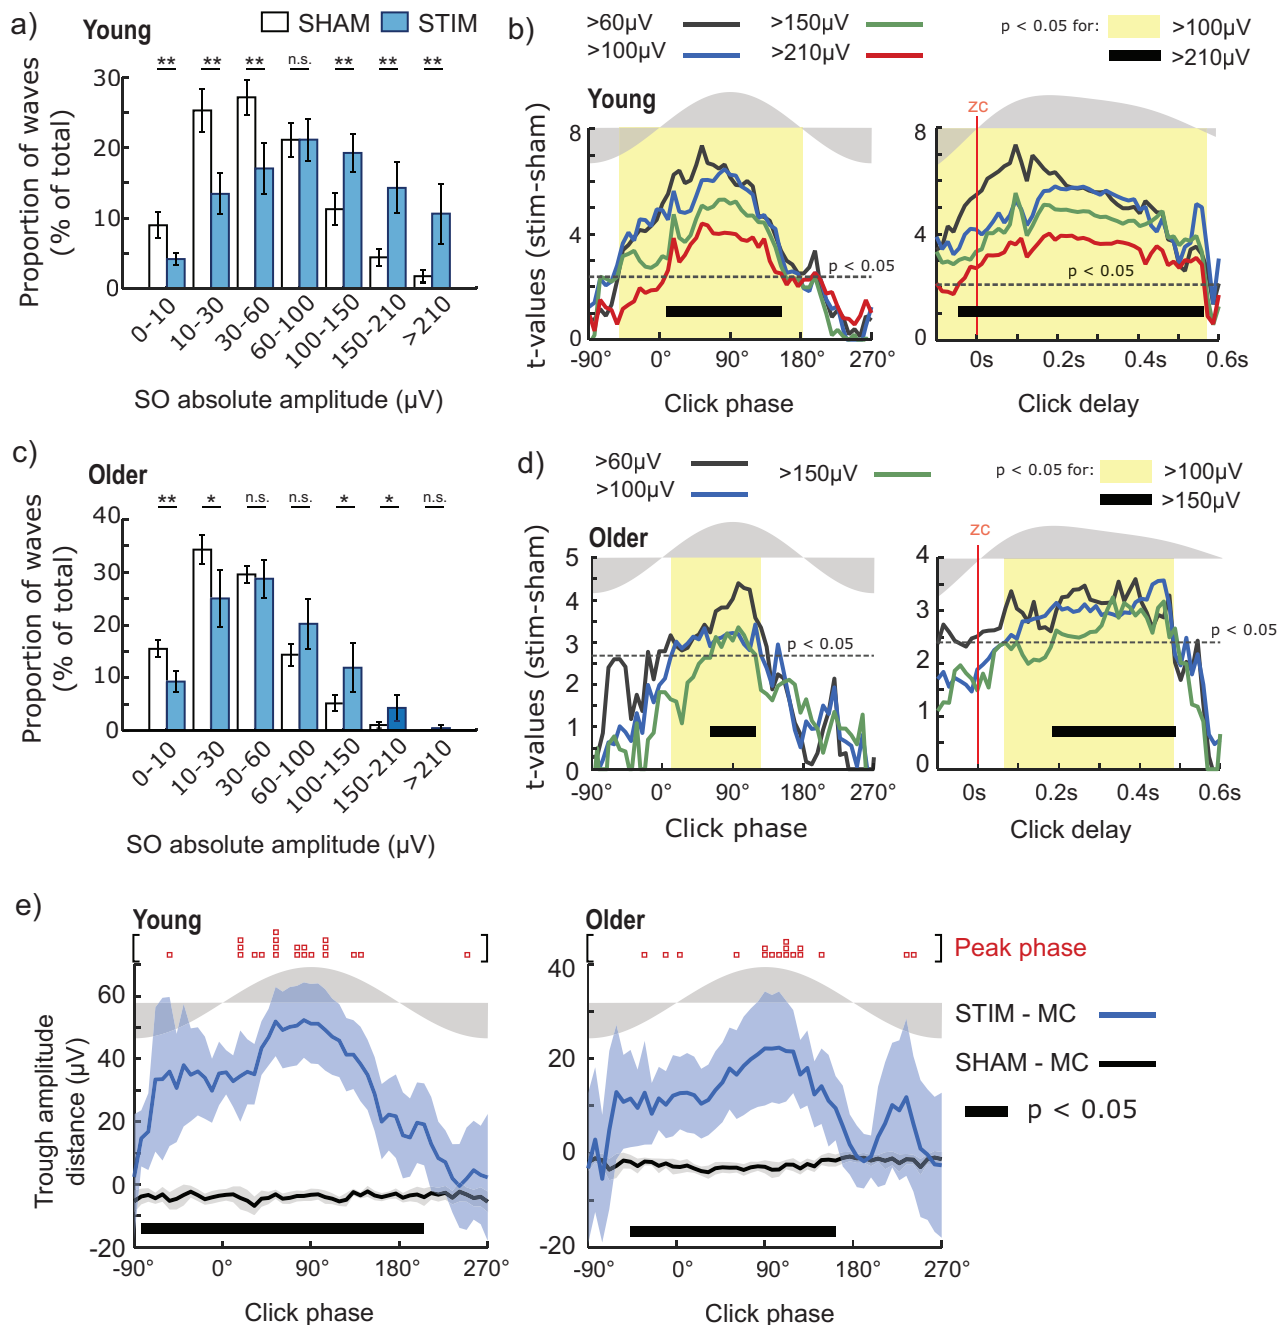 a)
Young
SHAM
STIM
** ** ** n.s. ** ** **
Proportion of waves
(% of total)
30
20
10
0
0-10
10-30
30-60
60-100
100-150
150-210
>210
SO absolute amplitude (µV)
b)
>60µV
>100µV
>150µV
>210µV
p < 0.05 for:
>100µV
>210µV
Young
t-values (stim-sham)
8
4
0
p < 0.05
-90° 0° 90° 180° 270°
Click phase
zc
8
4
0
p < 0.05
0s 0.2s 0.4s 0.6s
Click delay
c)
Older
** * n.s. n.s. * * n.s.
Proportion of waves
(% of total)
40
30
20
10
0
0-10
10-30
30-60
60-100
100-150
150-210
>210
SO absolute amplitude (µV)
d)
>60µV
>100µV
>150µV
p < 0.05 for:
>100µV
>150µV
Older
t-values (stim-sham)
5
4
3
2
1
0
p < 0.05
-90° 0° 90° 180° 270°
Click phase
zc
4
3
2
1
0
p < 0.05
0s 0.2s 0.4s 0.6s
Click delay
e)
Young
Trough amplitude
distance (µV)
60
40
20
0
-20
-90° 0° 90° 180° 270°
Click phase
Older
40
20
0
-20
-90° 0° 90° 180° 270°
Click phase
Peak phase
STIM - MC
SHAM - MC
p < 0.05